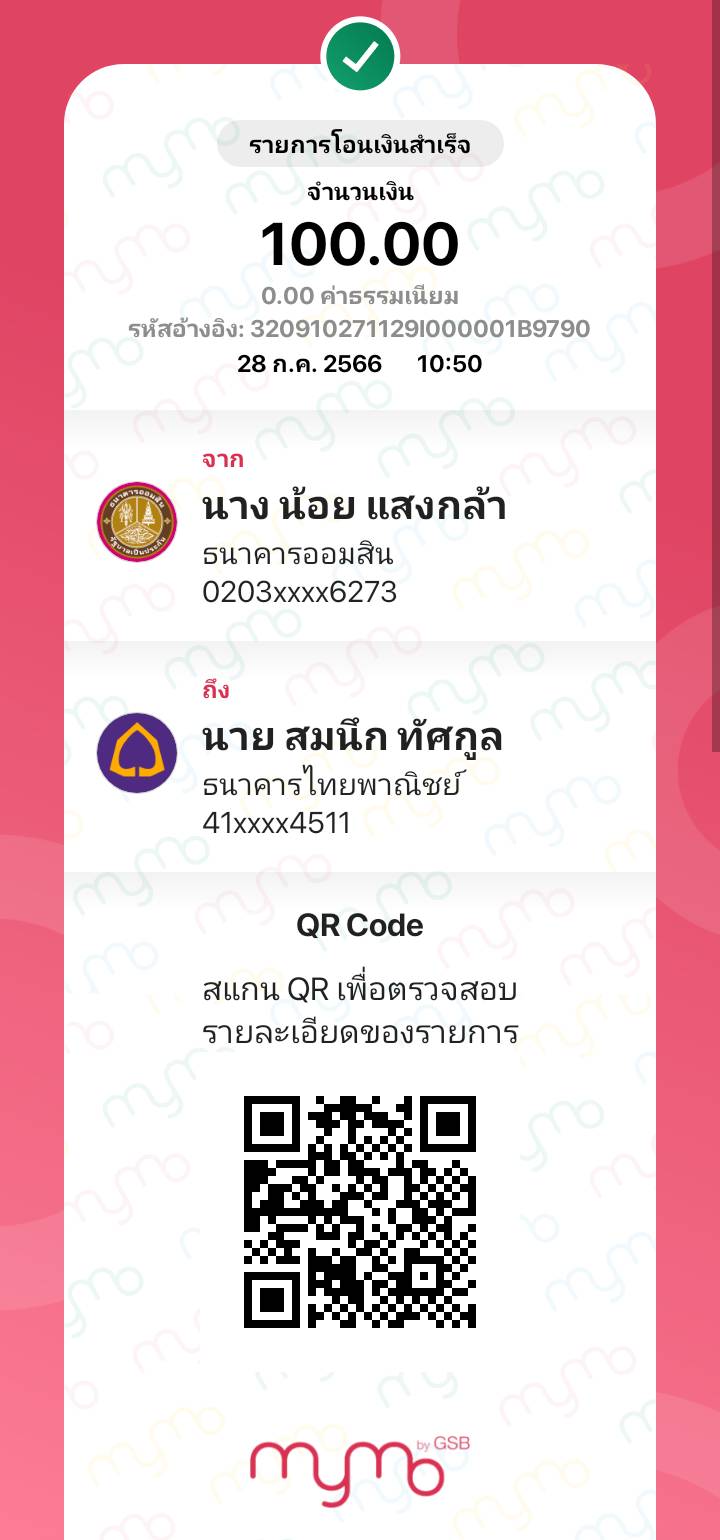 รายการโอนเงินสำเร็จ
จำนวนเงิน
100.00
0.00 ค่าธรรมเนียม
รหัสอ้างอิง: 320910271129I000001B9790
28 ก.ค. 2566 10:50
จาก
นาง น้อย แสงกล้า
ธนาคารออมสิน
0203xxxx6273
ถึง
นาย สมนึก ทัศกูล
ธนาคารไทยพาณิชย์
41xxxx4511
QR Code
สแกน QR เพื่อตรวจสอบ
รายละเอียดของรายการ
mymo by GSB